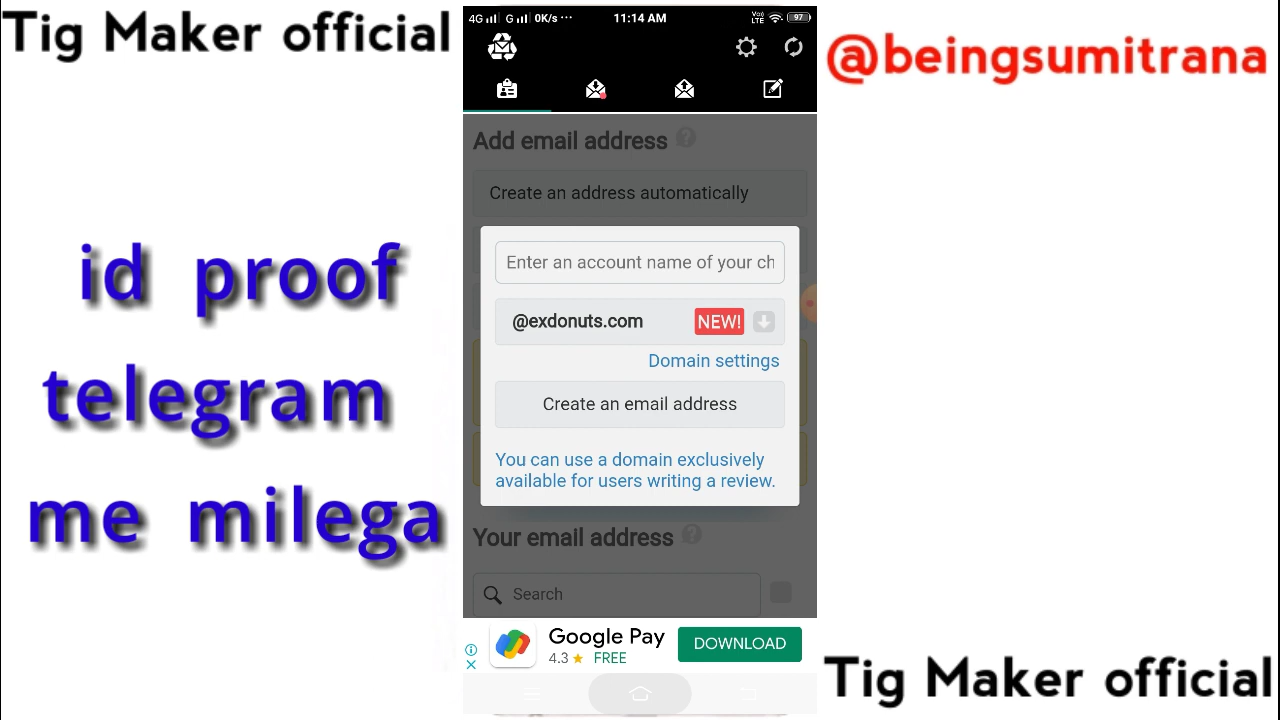 Tig Maker official
@beingsumitrana
id proof
telegram
me milega
4G G 0K/s ··· 11:14 AM Vo) LTE 97
Add email address ?
Create an address automatically
Enter an account name of your ch
@exdonuts.com NEW!
Domain settings
Create an email address
You can use a domain exclusively
available for users writing a review.
Your email address ?
Search
Google Pay
4.3 ★ FREE
DOWNLOAD
Tig Maker official